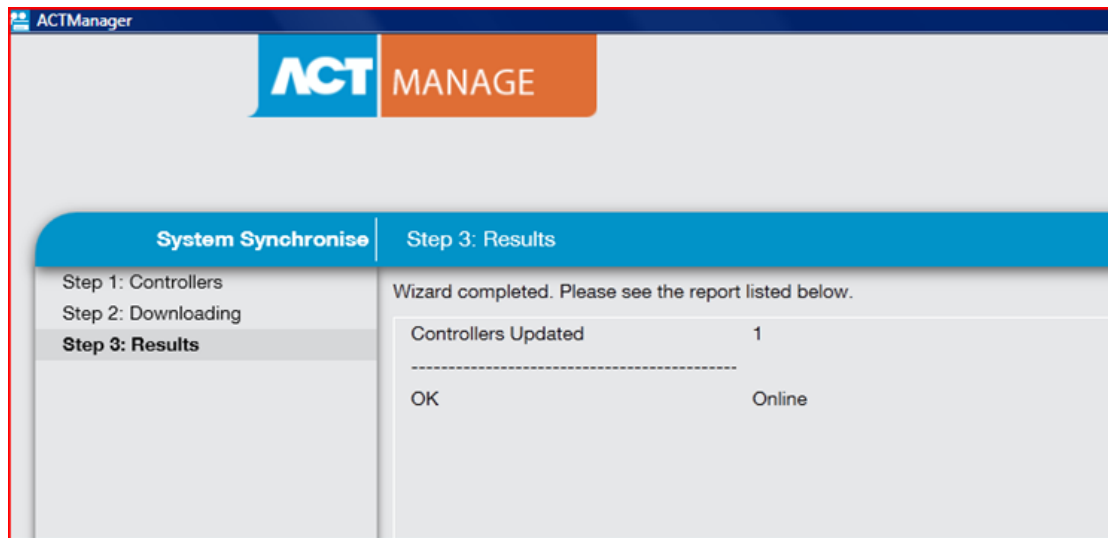 ACTManager
ACT MANAGE
System Synchronise
Step 3: Results
Step 1: Controllers
Step 2: Downloading
Step 3: Results
Wizard completed. Please see the report listed below.
Controllers Updated 1
-------------------------------------------
OK Online